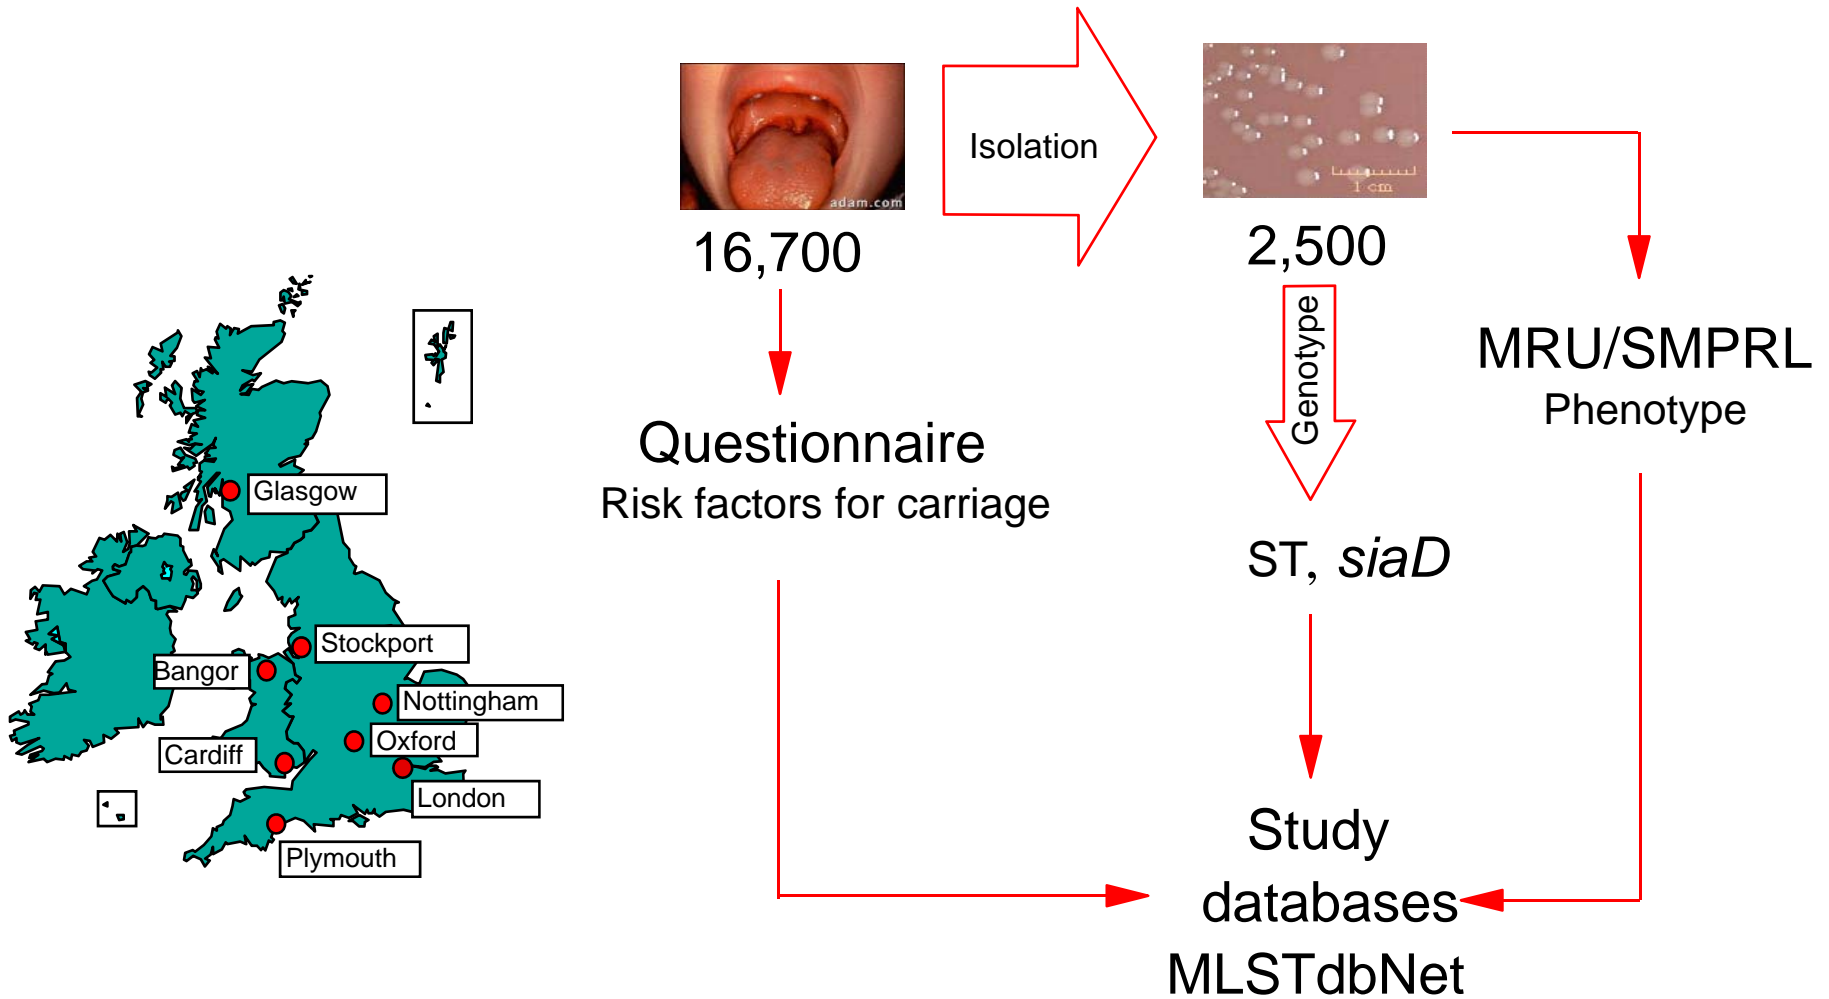 adam.com
Isolation
1 cm
16,700
2,500
Genotype
MRU/SMPRL
Phenotype
Questionnaire
Risk factors for carriage
ST, siaD
Glasgow
Stockport
Bangor
Nottingham
Oxford
Cardiff
London
Plymouth
Study
databases
MLSTdbNet